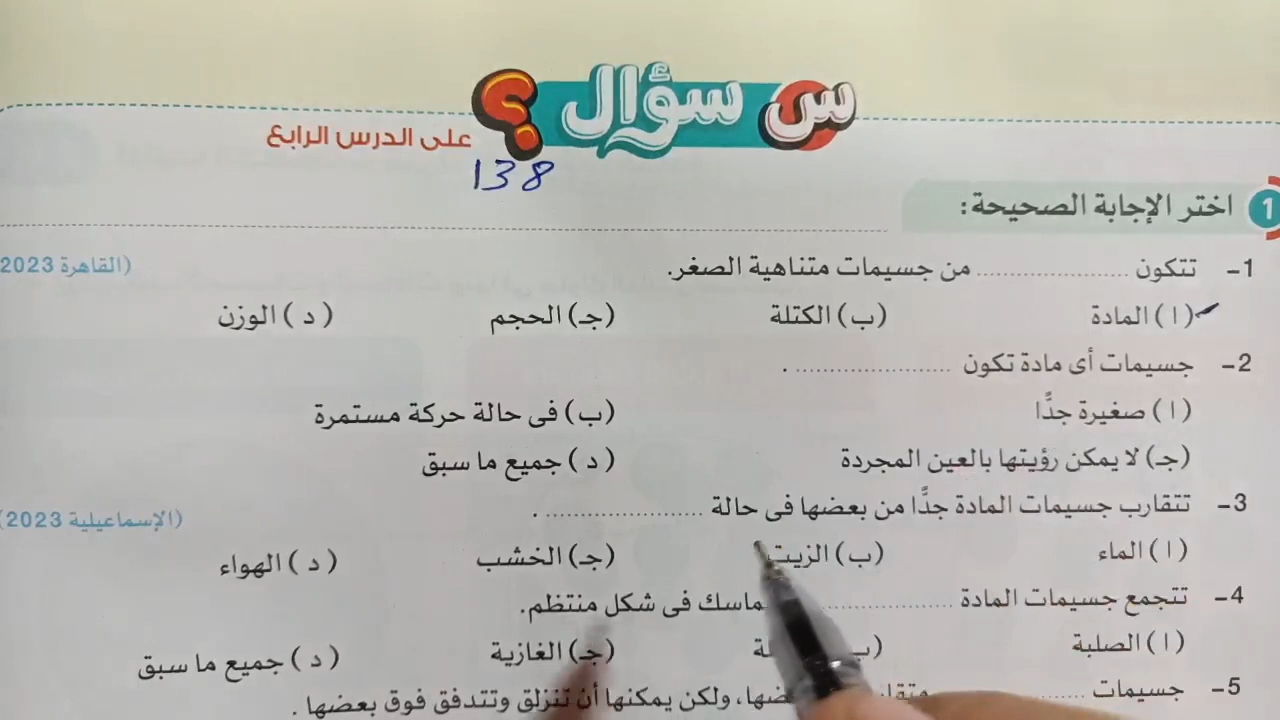 س سؤال ؟
على الدرس الرابع
138
1 اختر الإجابة الصحيحة:
1- تتكون .................... من جسيمات متناهية الصغر. (القاهرة 2023)
(ا) المادة (ب) الكتلة (جـ) الحجم (د) الوزن
2- جسيمات أى مادة تكون .................... .
(ا) صغيرة جدًّا (ب) فى حالة حركة مستمرة
(جـ) لا يمكن رؤيتها بالعين المجردة (د) جميع ما سبق
3- تتقارب جسيمات المادة جدًّا من بعضها فى حالة .................... . (الإسماعيلية 2023)
(ا) الماء (ب) الزيت (جـ) الخشب (د) الهواء
4- تتجمع جسيمات المادة .................... فى شكل منتظم.
(ا) الصلبة (جـ) الغازية (د) جميع ما سبق
5- جسيمات .................... ولكن يمكنها أن تنزلق وتتدفق فوق بعضها .